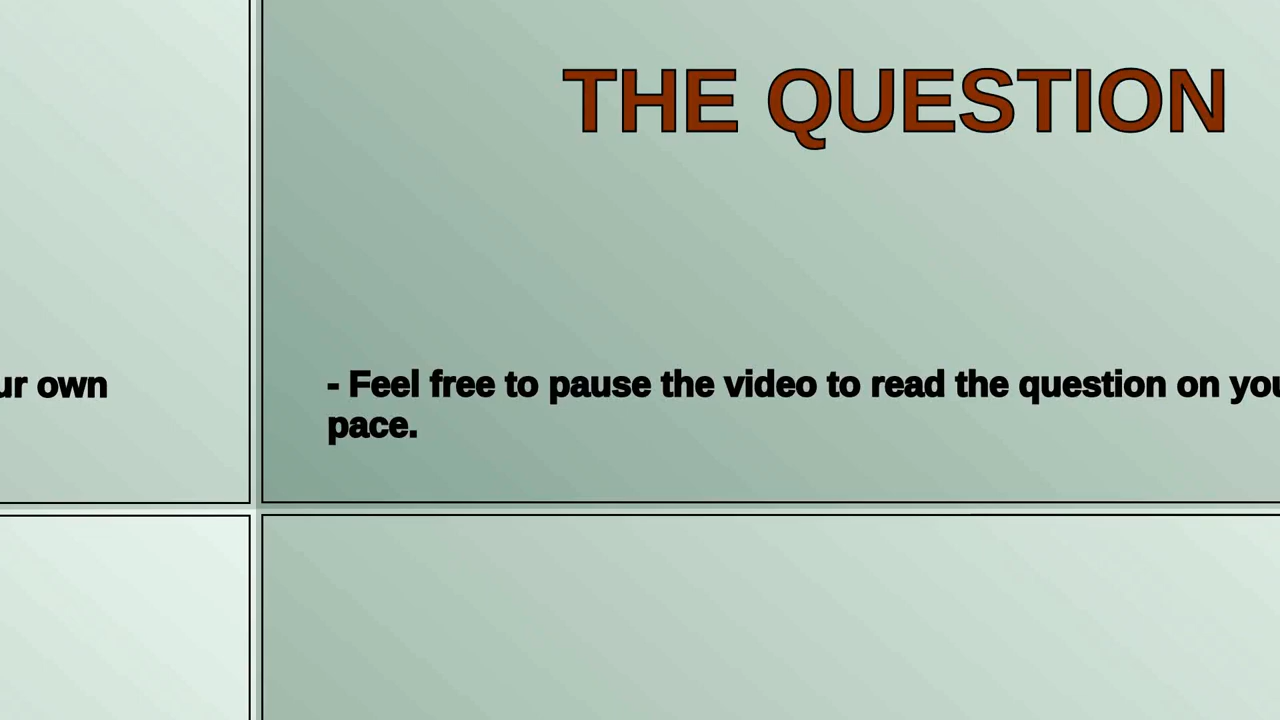 THE QUESTION
ur own
- Feel free to pause the video to read the question on you
pace.